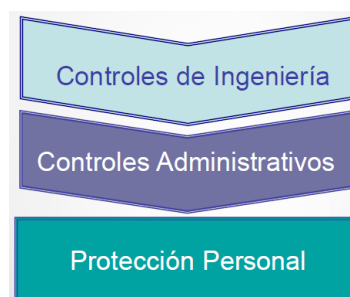 Controles de Ingeniería
Controles Administrativos
Protección Personal